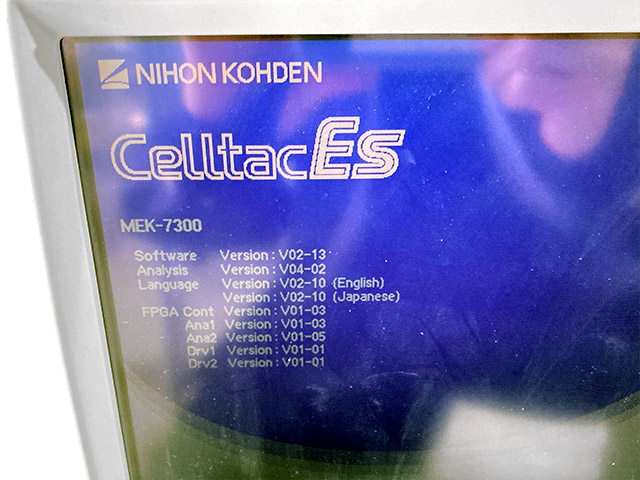 NIHON KOHDEN
Celltac Es
MEK-7300
Software Version : V02-13
Analysis Version : V04-02
Language Version : V02-10 (English)
Version : V02-10 (Japanese)
FPGA Cont Version : V01-03
Ana1 Version : V01-03
Ana2 Version : V01-05
Drv1 Version : V01-01
Drv2 Version : V01-01